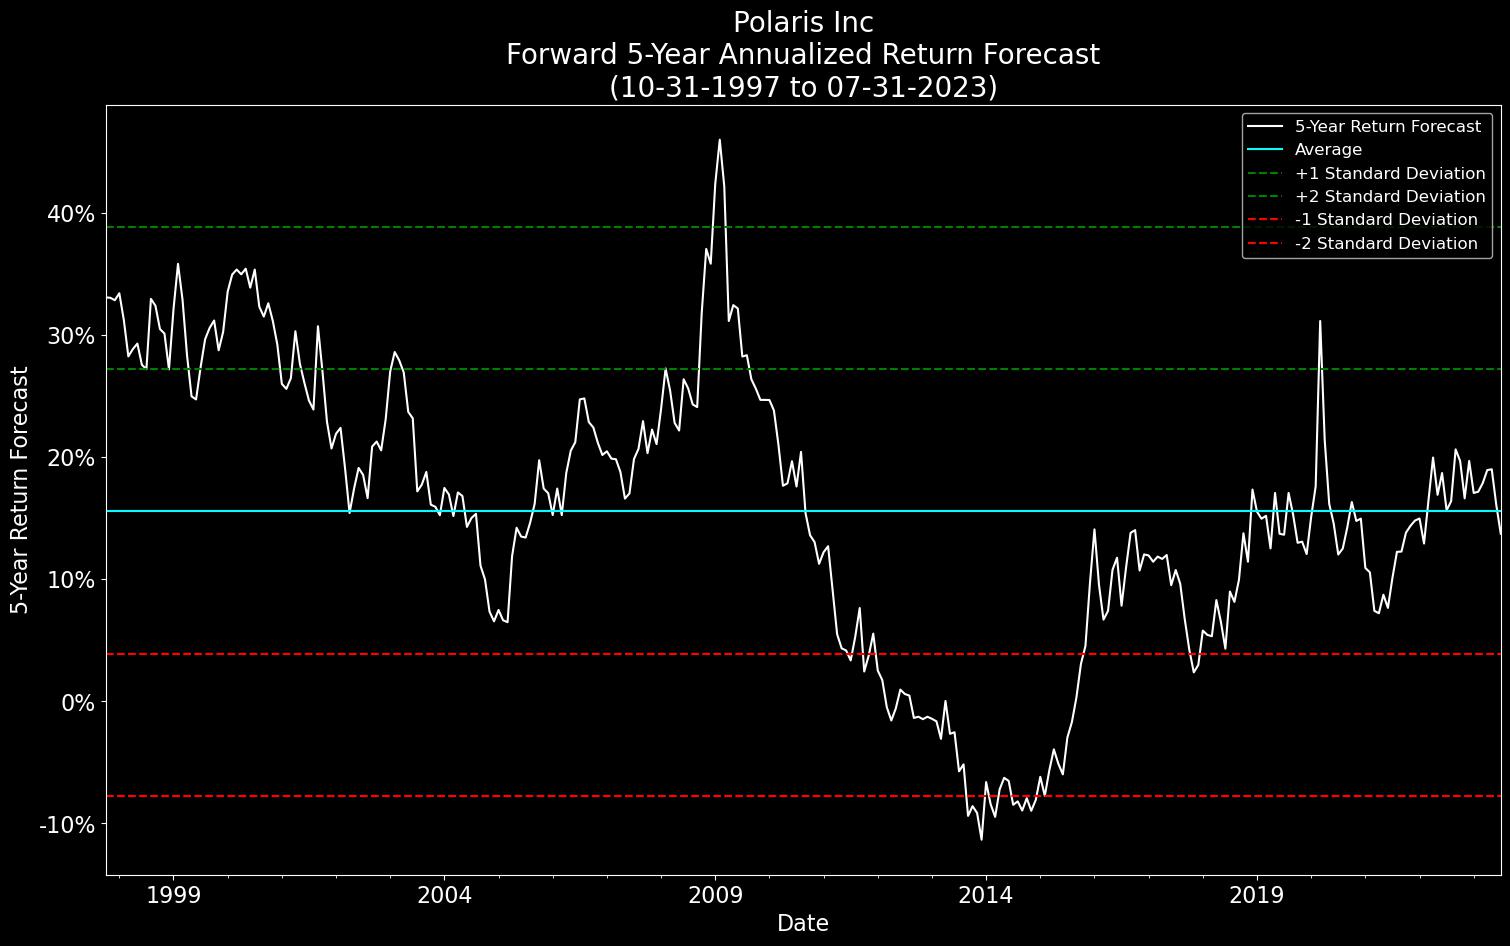 Polaris Inc
Forward 5-Year Annualized Return Forecast
(10-31-1997 to 07-31-2023)
5-Year Return Forecast
Average
+1 Standard Deviation
+2 Standard Deviation
-1 Standard Deviation
-2 Standard Deviation
5-Year Return Forecast
40%
30%
20%
10%
0%
-10%
1999 2004 2009 2014 2019
Date